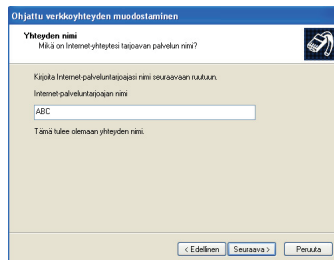 Ohjattu verkkoyhteyden muodostaminen
Yhteyden nimi
Mikä on Internet-yhteytesi tarjoavan palvelun nimi?
Kirjoita Internet-palveluntarjoajasi nimi seuraavaan ruutuun.
Internet-palveluntarjoajan nimi
ABC
Tämä tulee olemaan yhteyden nimi.
< Edellinen
Seuraava >
Peruuta